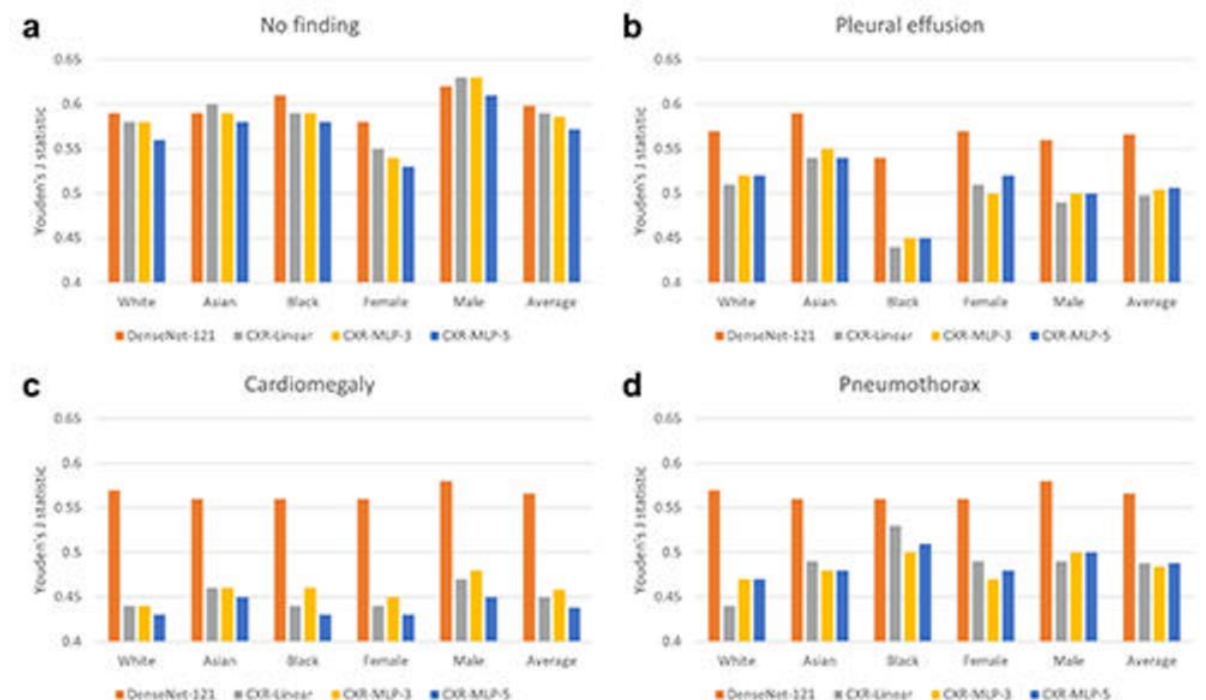 a
No finding
Youden's J statistic
0.65
0.6
0.55
0.5
0.45
0.4
White Asian Black Female Male Average
DenseNet-121 CXR-Linear CXR-MLP-3 CXR-MLP-5
b
Pleural effusion
Youden's J statistic
0.65
0.6
0.55
0.5
0.45
0.4
White Asian Black Female Male Average
DenseNet-121 CXR-Linear CXR-MLP-3 CXR-MLP-5
c
Cardiomegaly
Youden's J statistic
0.65
0.6
0.55
0.5
0.45
0.4
White Asian Black Female Male Average
DenseNet-121 CXR-Linear CXR-MLP-3 CXR-MLP-5
d
Pneumothorax
Youden's J statistic
0.65
0.6
0.55
0.5
0.45
0.4
White Asian Black Female Male Average
DenseNet-121 CXR-Linear CXR-MLP-3 CXR-MLP-5